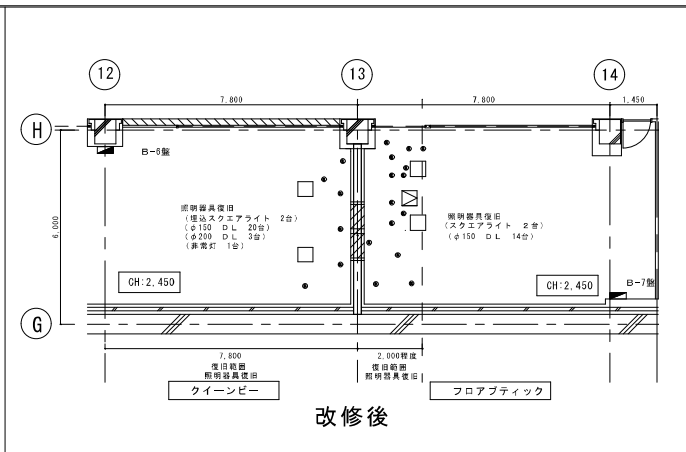 12
13
14
7,800
7,800
1,450
H
B-6盤
6,000
照明器具復旧
(埋込スクエアライト 2台)
(φ150 DL 20台)
(φ200 DL 3台)
(非常灯 1台)
照明器具復旧
(スクエアライト 2台)
(φ150 DL 14台)
CH:2,450
CH:2,450
B-7盤
G
7,800
復旧範囲
照明器具復旧
2,000程度
復旧範囲
照明器具復旧
クイーンビー
フロアブティック
改修後